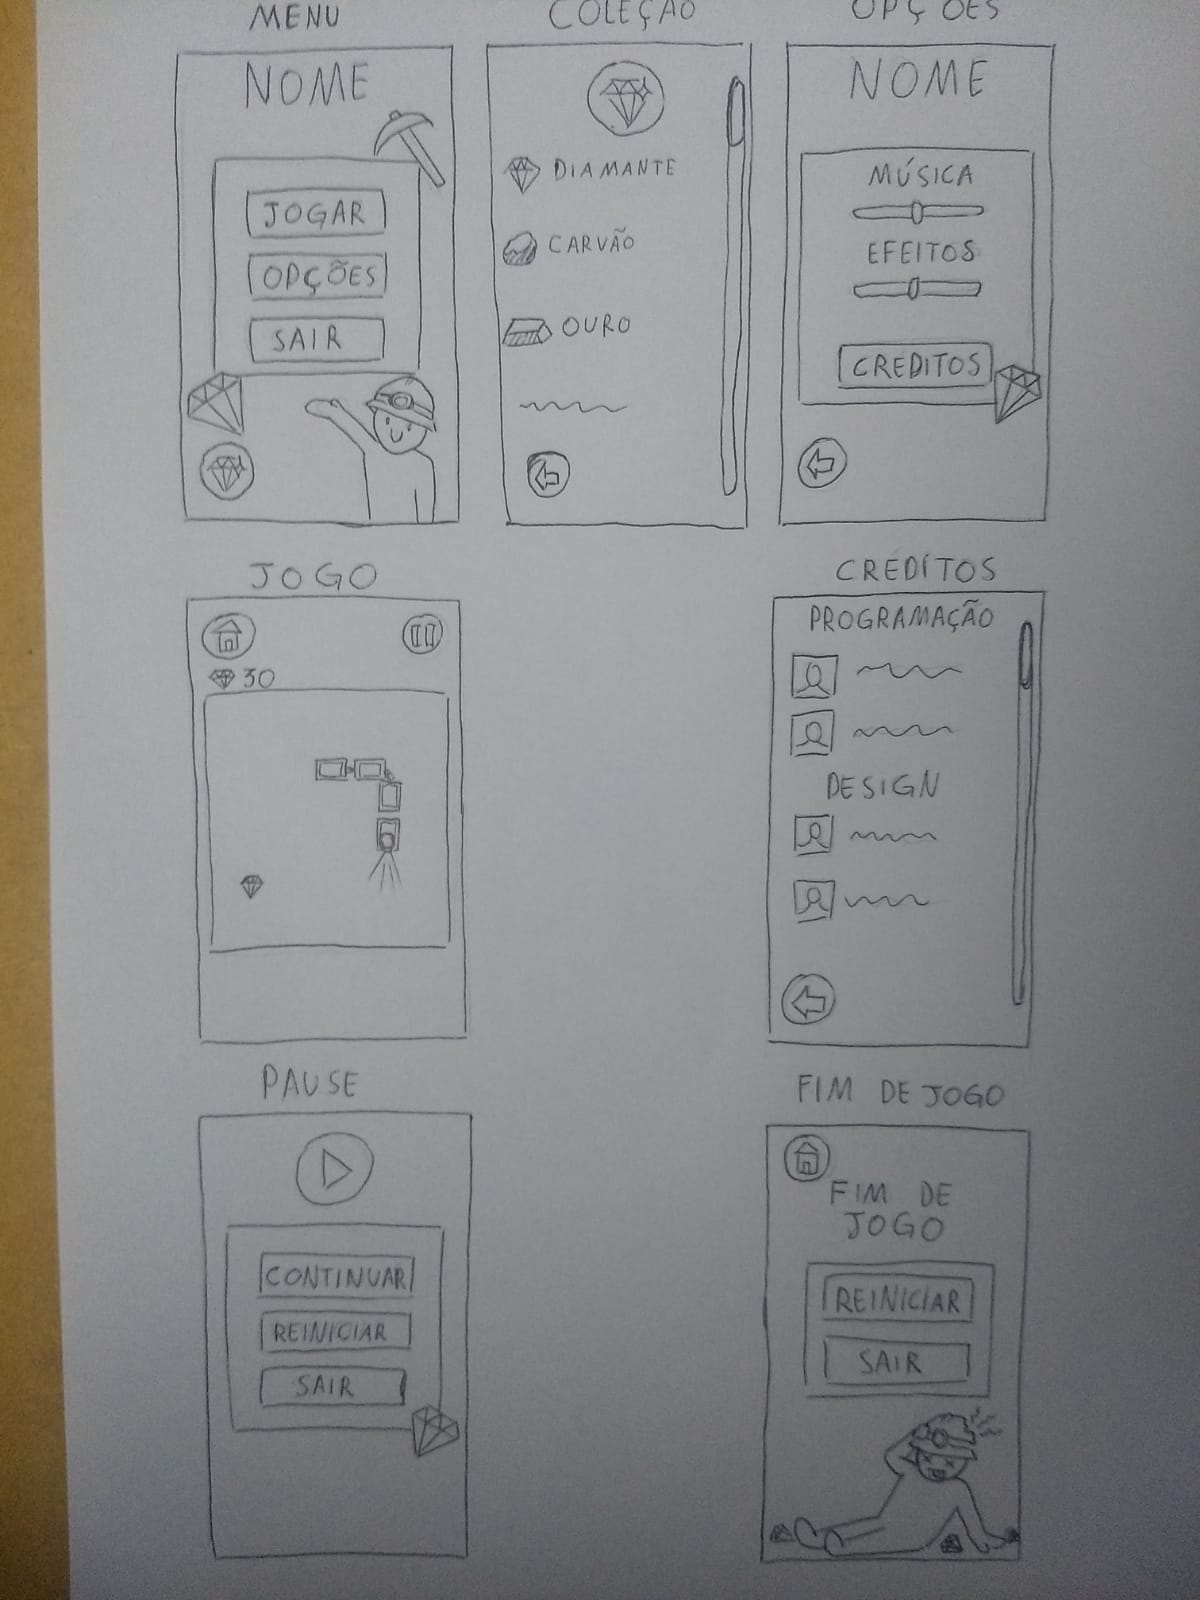 MENU
NOME
JOGAR
OPÇÕES
SAIR
COLEÇÃO
DIAMANTE
CARVÃO
OURO
OPÇÕES
NOME
MÚSICA
EFEITOS
CREDITOS
JOGO
30
CRÉDITOS
PROGRAMAÇÃO
DESIGN
PAUSE
CONTINUAR
REINICIAR
SAIR
FIM DE JOGO
FIM DE
JOGO
REINICIAR
SAIR